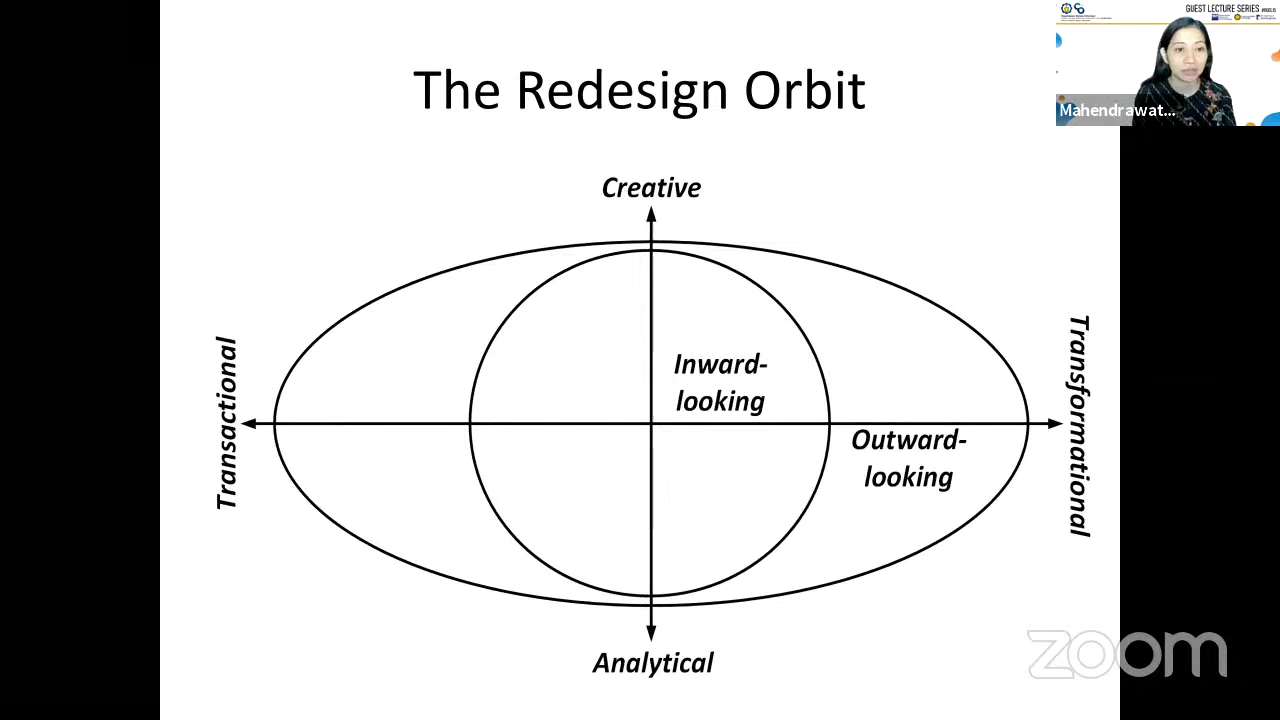 GUEST LECTURE SERIES
The Redesign Orbit
Mahendrawat...
Creative
Transactional
Inward-
looking
Outward-
looking
Transformational
Analytical
zoom